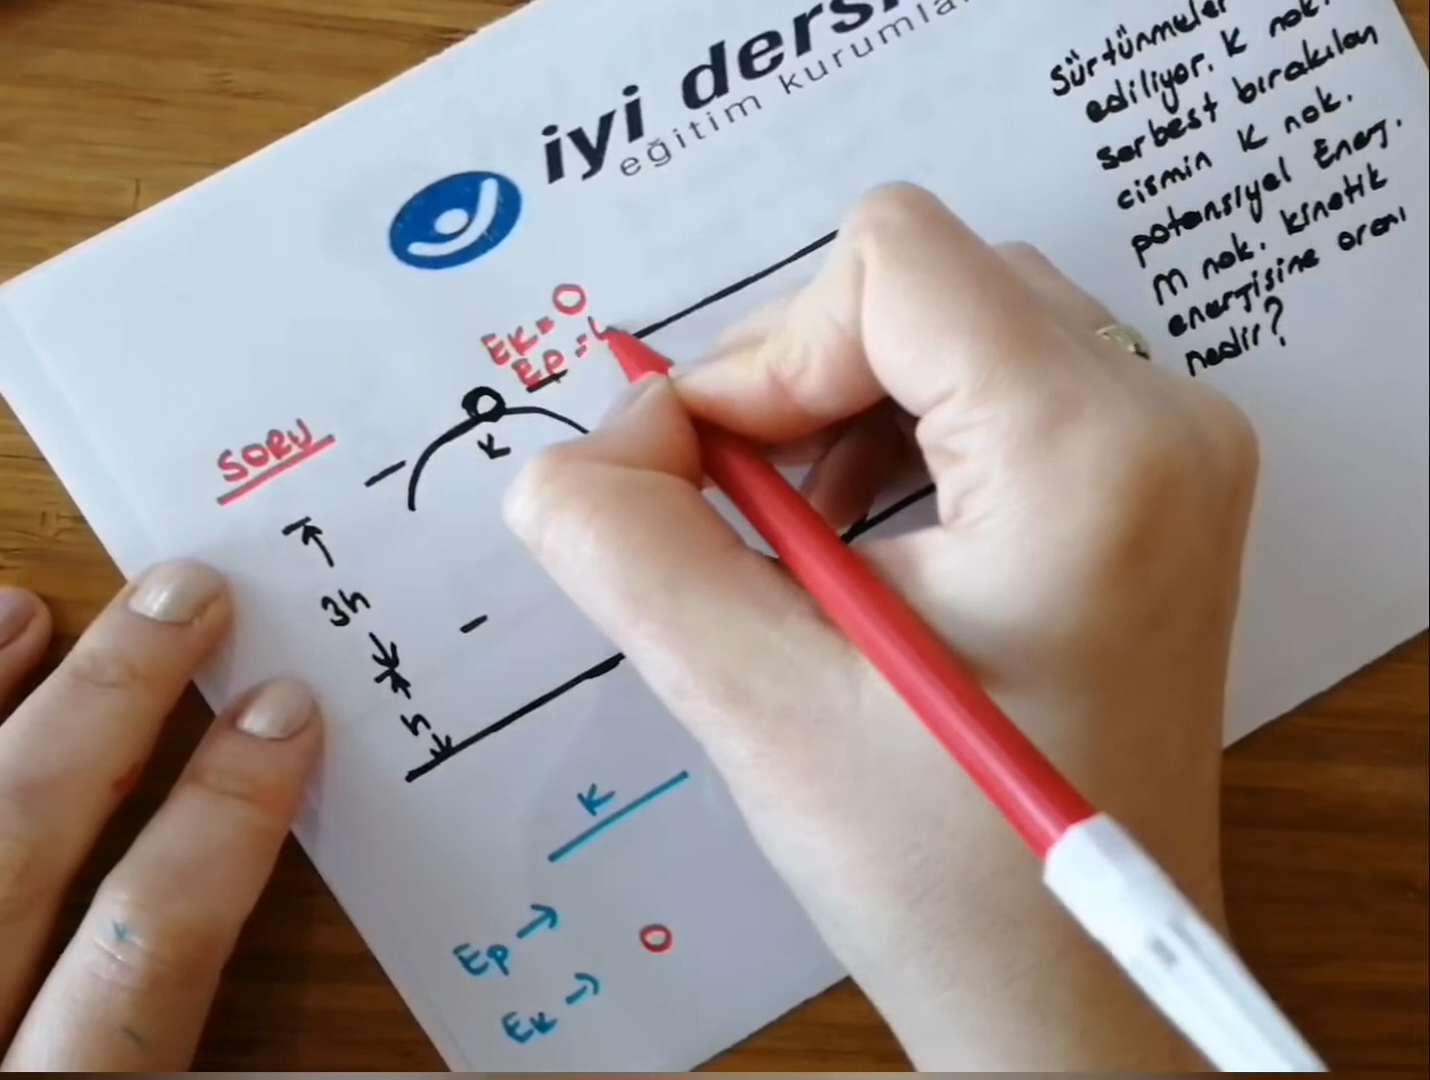 iyi ders
eğitim kurumla
Sürtünmeler
ediliyor. K nok.
serbest bırakılan
cismin K nok.
potansiyel Enerj.
M nok. kinetik
energisine oranı
nedir?
SORU
Ek=0
Ep=
K
3h
h
K
Ep →
Ek → 0